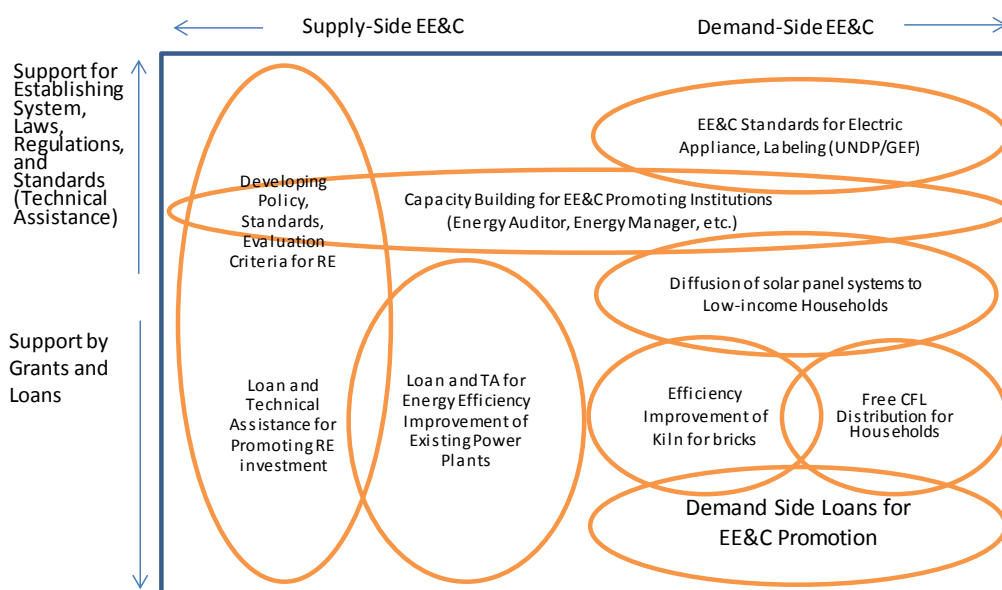 Supply-Side EE&C
Demand-Side EE&C
Support for
Establishing
System,
Laws,
Regulations,
and
Standards
(Technical
Assistance)
Support by
Grants and
Loans
Developing
Policy,
Standards,
Evaluation
Criteria for RE
Loan and
Technical
Assistance for
Promoting RE
investment
Loan and TA for
Energy Efficiency
Improvement of
Existing Power
Plants
EE&C Standards for Electric
Appliance, Labeling (UNDP/GEF)
Capacity Building for EE&C Promoting Institutions
(Energy Auditor, Energy Manager, etc.)
Diffusion of solar panel systems to
Low-income Households
Efficiency
Improvement of
Kiln for bricks
Free CFL
Distribution for
Households
Demand Side Loans for
EE&C Promotion